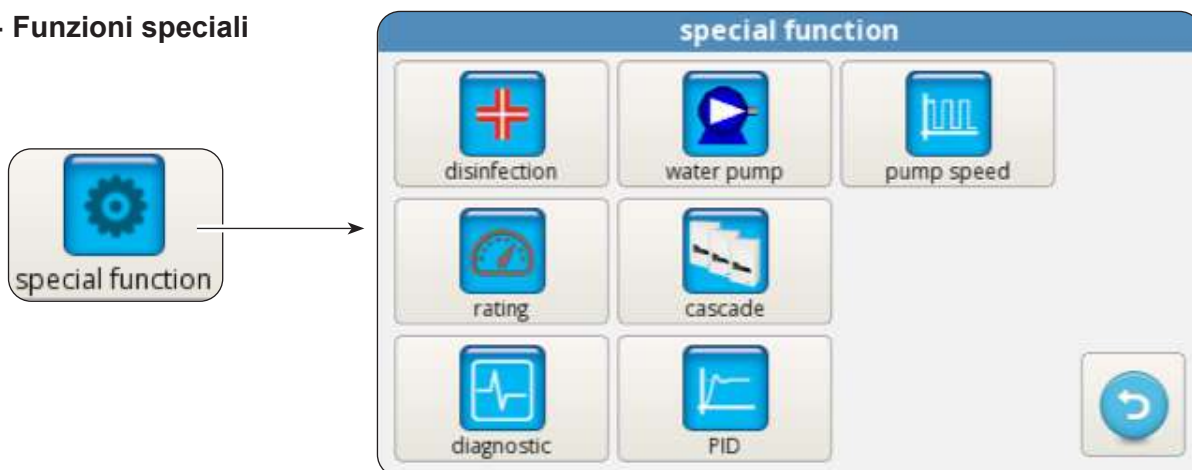 - Funzioni speciali
special function
special function
disinfection
water pump
pump speed
rating
cascade
diagnostic
PID